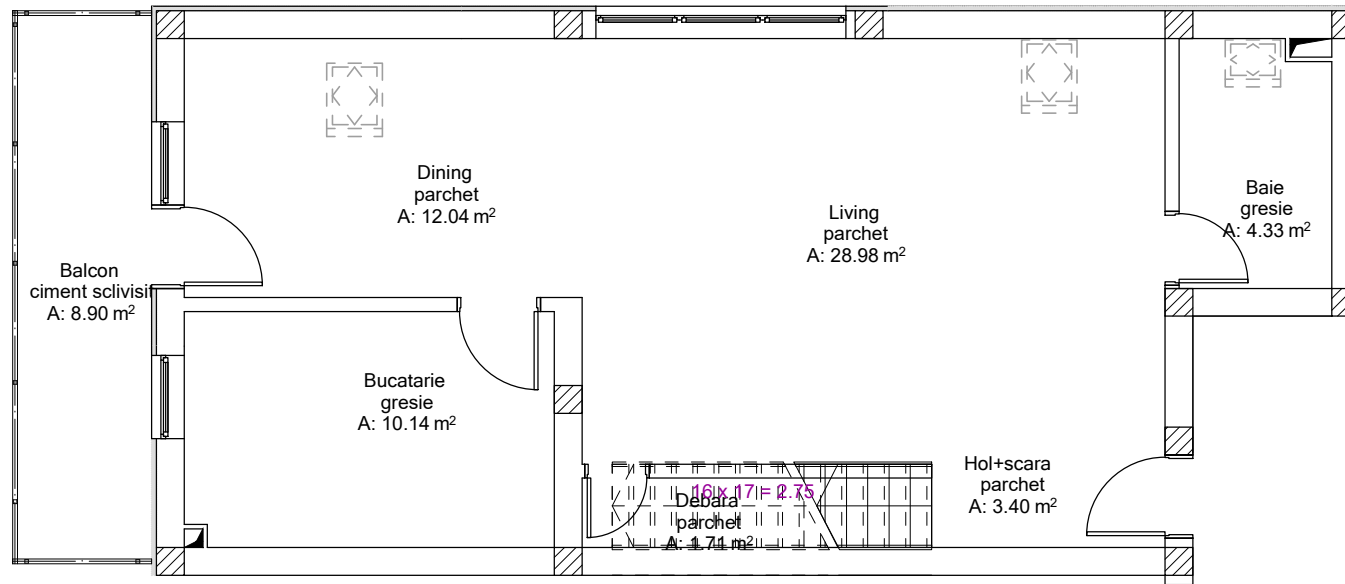 Dining
parchet
A: 12.04 m²
Living
parchet
A: 28.98 m²
Baie
gresie
A: 4.33 m²
Balcon
ciment sclivisit
A: 8.90 m²
Bucatarie
gresie
A: 10.14 m²
Hol+scara
parchet
A: 3.40 m²
16 x 17 = 2.75
Debara
parchet
A: 1.71 m²